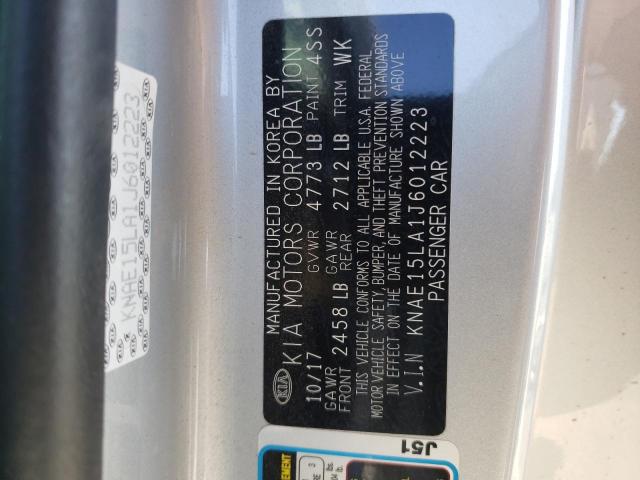 KNAE15LA1J6012223
MANUFACTURED IN KOREA BY
KIA MOTORS CORPORATION
10/17 GVWR 4773 LB PAINT 4SS
GAWR FRONT 2458 LB GAWR REAR 2712 LB TRIM WK
THIS VEHICLE CONFORMS TO ALL APPLICABLE U.S.A. FEDERAL
MOTOR VEHICLE SAFETY, BUMPER, AND THEFT PREVENTION STANDARDS
IN EFFECT ON THE DATE OF MANUFACTURE SHOWN ABOVE
V.I.N KNAE15LA1J6012223
PASSENGER CAR
KIA
J51